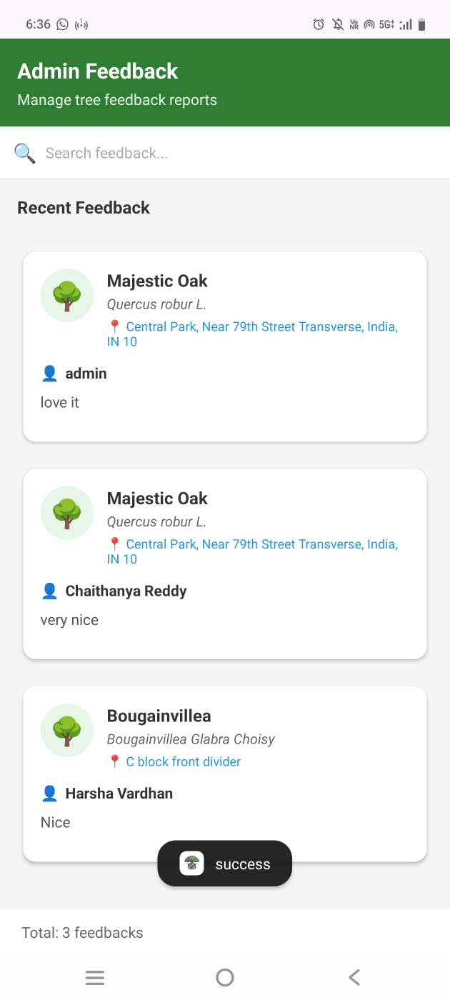 6:36
VO
NR
5G‡
Admin Feedback
Manage tree feedback reports
Search feedback...
Recent Feedback
Majestic Oak
Quercus robur L.
Central Park, Near 79th Street Transverse, India,
IN 10
admin
love it
Majestic Oak
Quercus robur L.
Central Park, Near 79th Street Transverse, India,
IN 10
Chaithanya Reddy
very nice
Bougainvillea
Bougainvillea Glabra Choisy
C block front divider
Harsha Vardhan
Nice
success
Total: 3 feedbacks